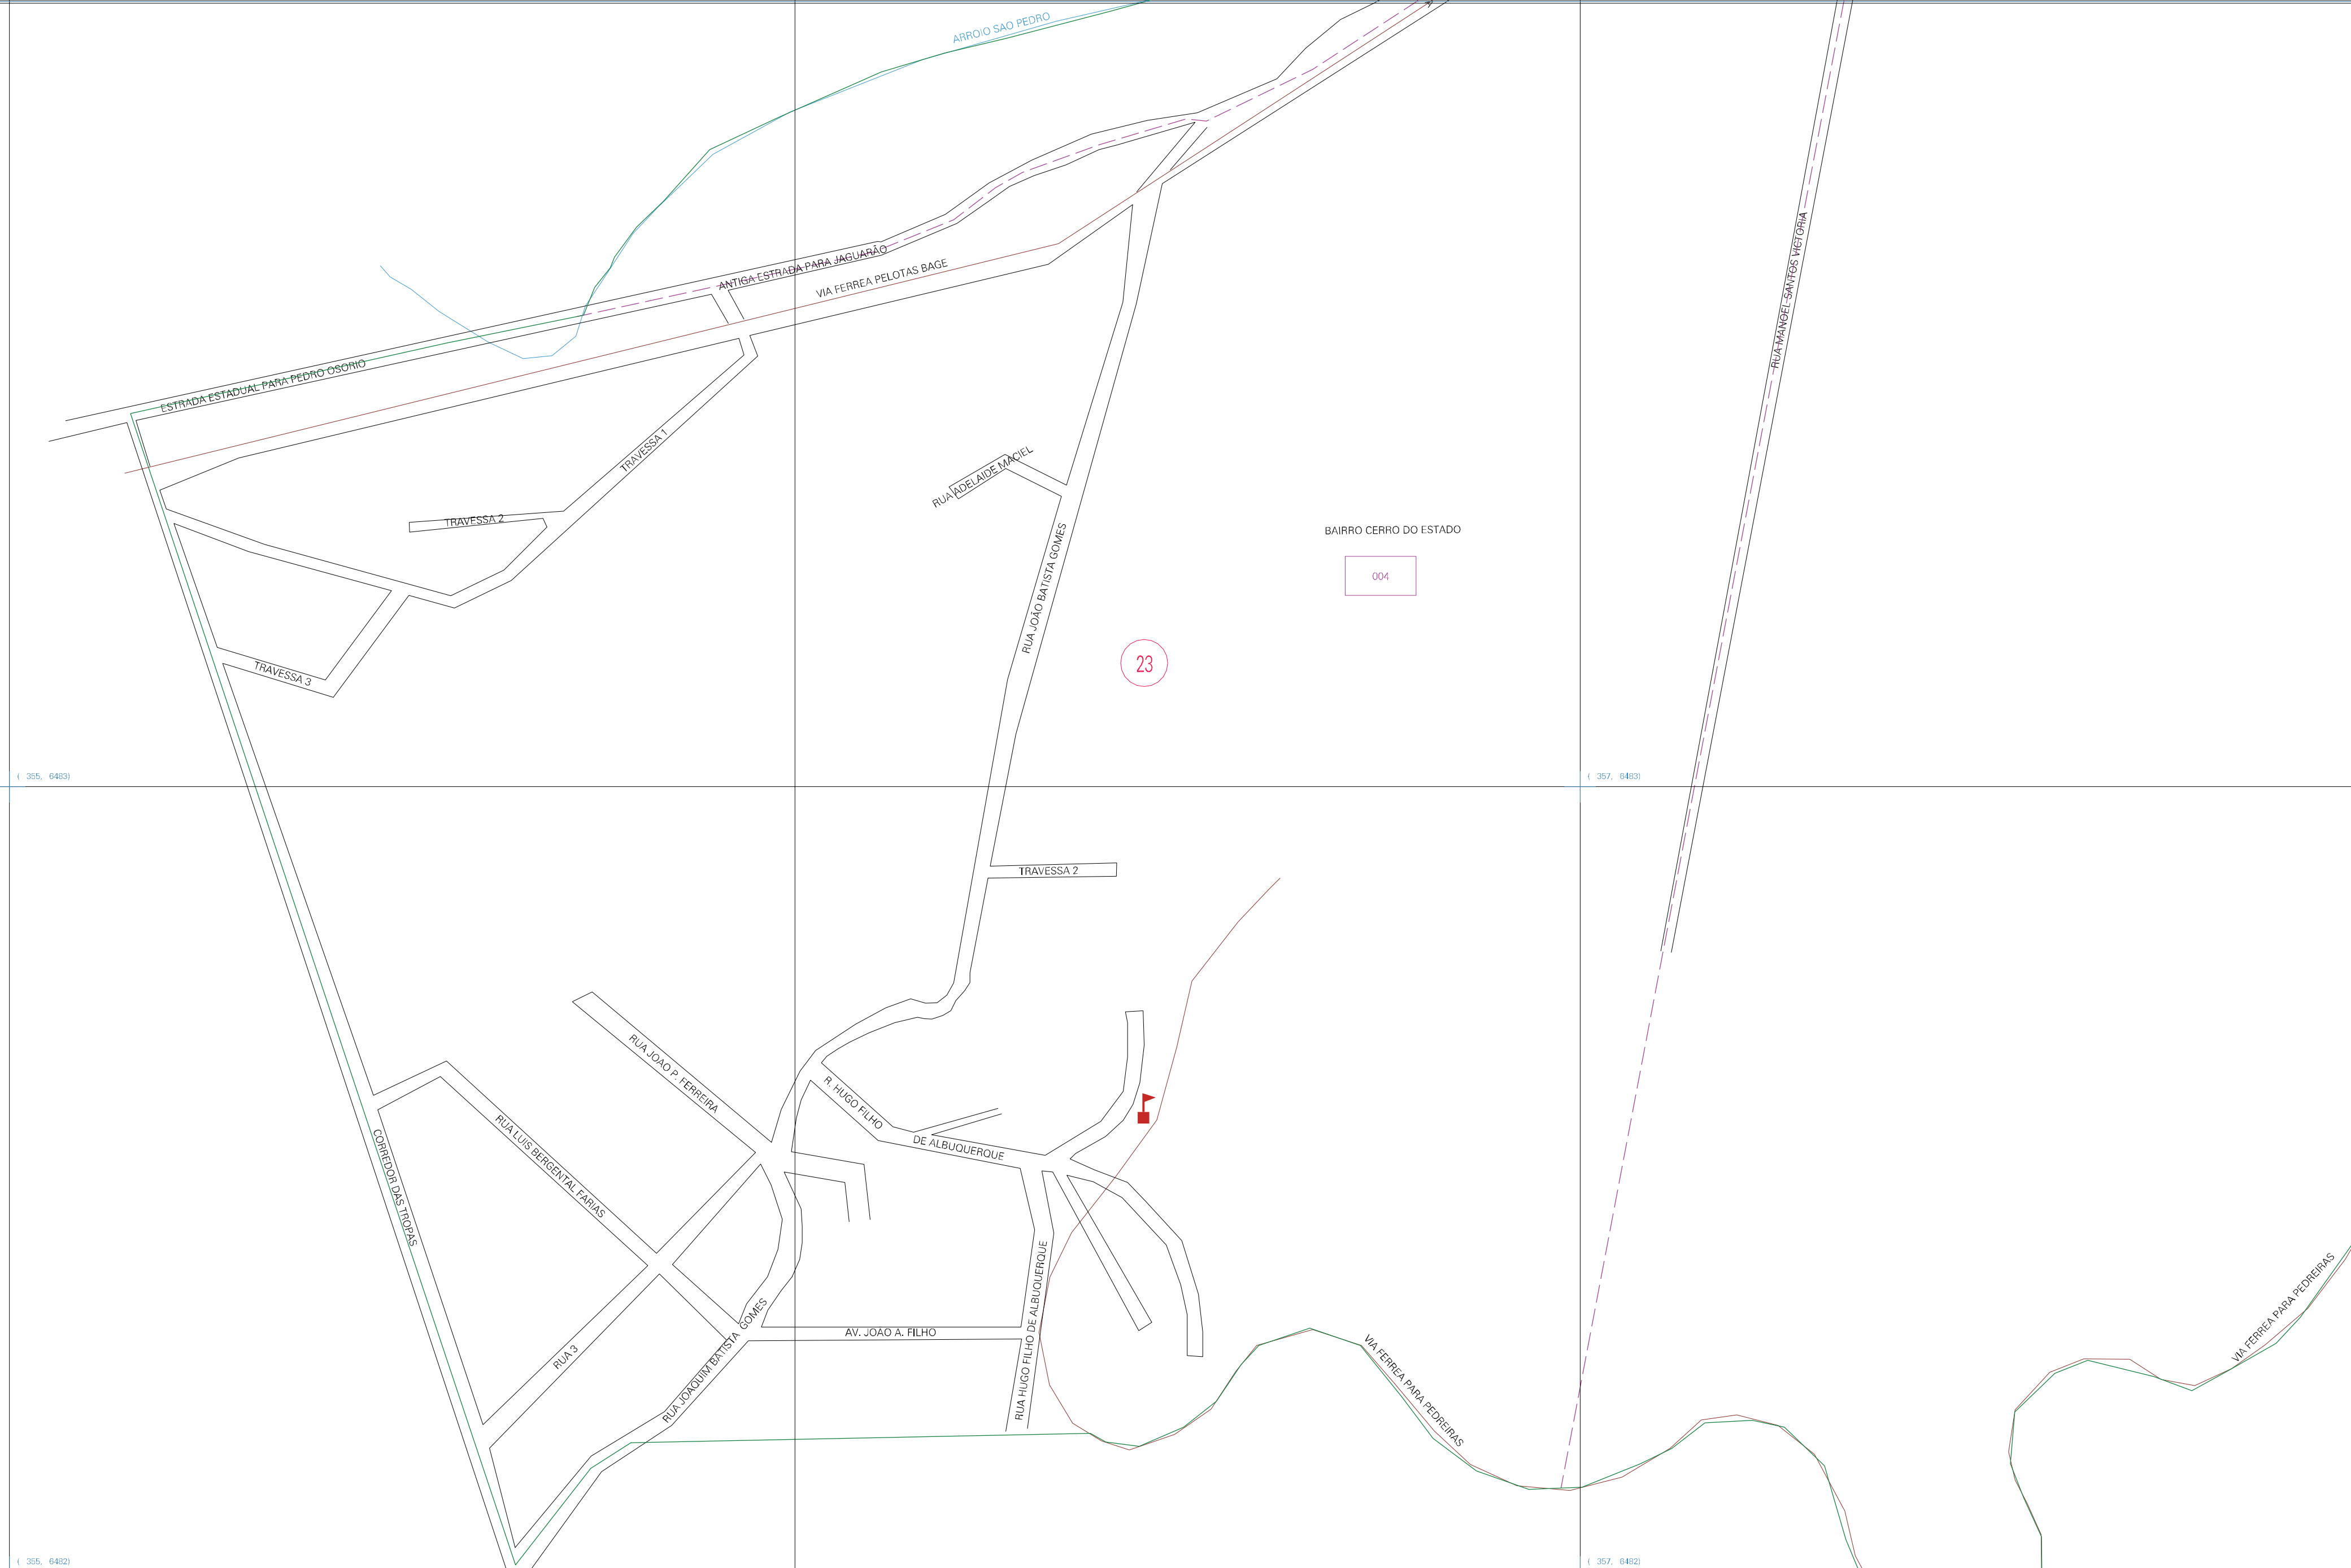 ARROIO SAO PEDRO
ANTIGA ESTRADA PARA JAGUARÃO
VIA FERREA PELOTAS BAGE
RUA MANOEL SANTOS VICTORIA
ESTRADA ESTADUAL PARA PEDRO OSORIO
TRAVESSA 1
RUA ADELAIDE MACIEL
TRAVESSA 2
RUA JOÃO BATISTA GOMES
BAIRRO CERRO DO ESTADO
004
23
TRAVESSA 3
( 355, 6483)
( 357, 6483)
TRAVESSA 2
RUA JOAO P. FERREIRA
R. HUGO FILHO
DE ALBUQUERQUE
RUA LUIS BERGENTAL FARIAS
CORREDOR DAS TROPAS
RUA HUGO FILHO DE ALBUQUERQUE
AV. JOAO A. FILHO
RUA 3
RUA JOAQUIM BATISTA GOMES
VIA FERREA PARA PEDREIRAS
VIA FERREA PARA PEDREIRAS
( 355, 6482)
( 357, 6482)